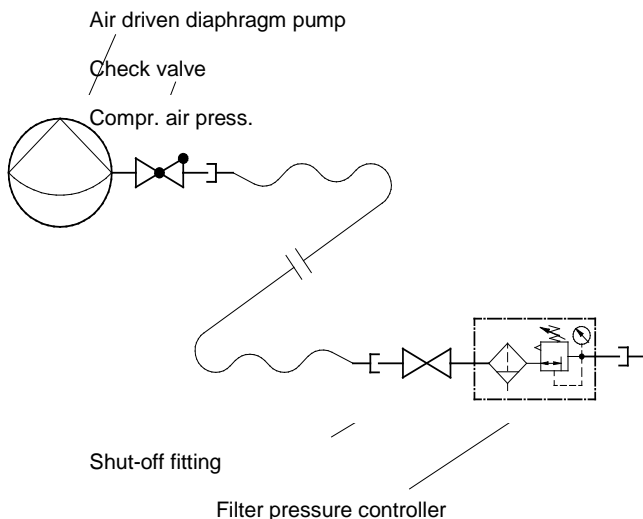 Air driven diaphragm pump
Check valve
Compr. air press.
Shut-off fitting
Filter pressure controller